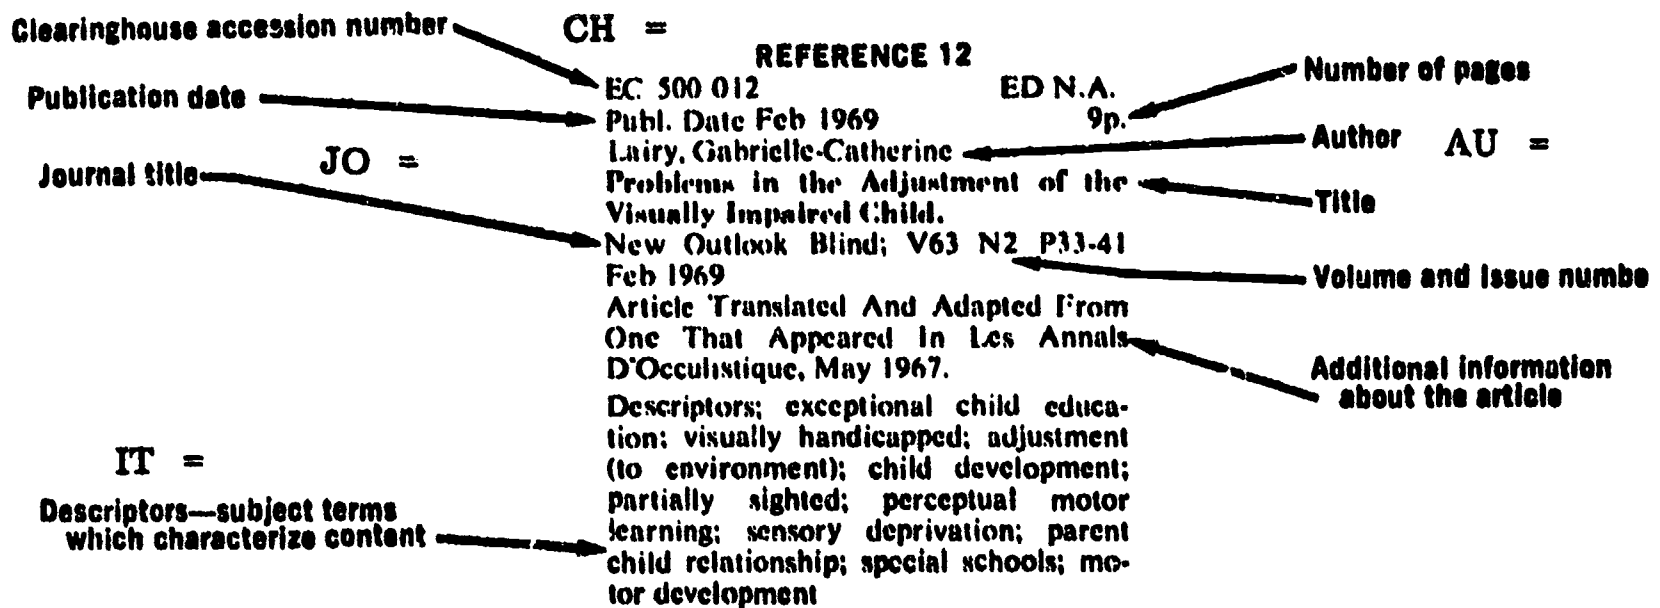 Clearinghouse accession number
CH =
REFERENCE 12
EC 500 012 ED N.A.
Number of pages
Publication date
Publ. Date Feb 1969 9p.
Lairy, Gabrielle-Catherine
Author AU =
Journal title JO =
Problems in the Adjustment of the
Visually Impaired Child.
Title
New Outlook Blind; V63 N2 P33-41
Feb 1969
Volume and Issue numbe
Article Translated And Adapted From
One That Appeared In Les Annals
D'Occulistique, May 1967.
Additional information
about the article
Descriptors; exceptional child educa-
tion; visually handicapped; adjustment
(to environment); child development;
partially sighted; perceptual motor
learning; sensory deprivation; parent
child relationship; special schools; mo-
tor development
IT =
Descriptors—subject terms
which characterize content